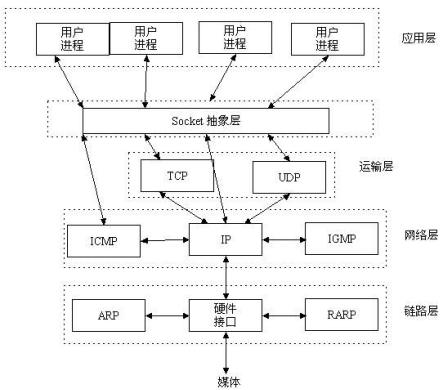 用户 用户 用户 用户
进程 进程 进程 进程
应用层
Socket 抽象层
TCP
UDP
运输层
ICMP
IP
IGMP
网络层
ARP
硬件
接口
RARP
链路层
媒体